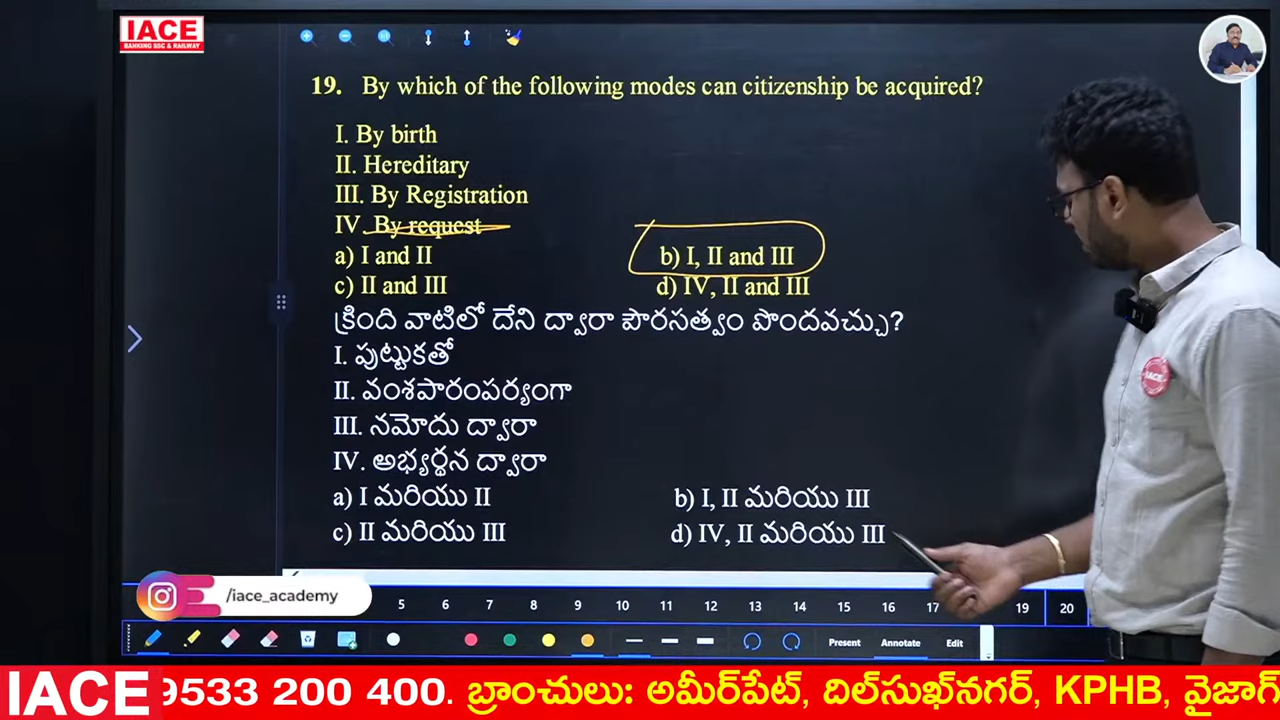 IACE
BANKING SSC & RAILWAY
19. By which of the following modes can citizenship be acquired?
I. By birth
II. Hereditary
III. By Registration
IV. By request
a) I and II b) I, II and III
c) II and III d) IV, II and III
క్రింది వాటిలో దేని ద్వారా పౌరసత్వం పొందవచ్చు?
I. పుట్టుకతో
II. వంశపారంపర్యంగా
III. నమోదు ద్వారా
IV. అభ్యర్థన ద్వారా
a) I మరియు II b) I, II మరియు III
c) II మరియు III d) IV, II మరియు III
IACE
/iace_academy
5 6 7 8 9 10 11 12 13 14 15 16 17 19 20
Present Annotate Edit
IACE 9533 200 400. బ్రాంచులు: అమీర్‌పేట్, దిల్‌సుఖ్‌నగర్, KPHB, వైజాగ్